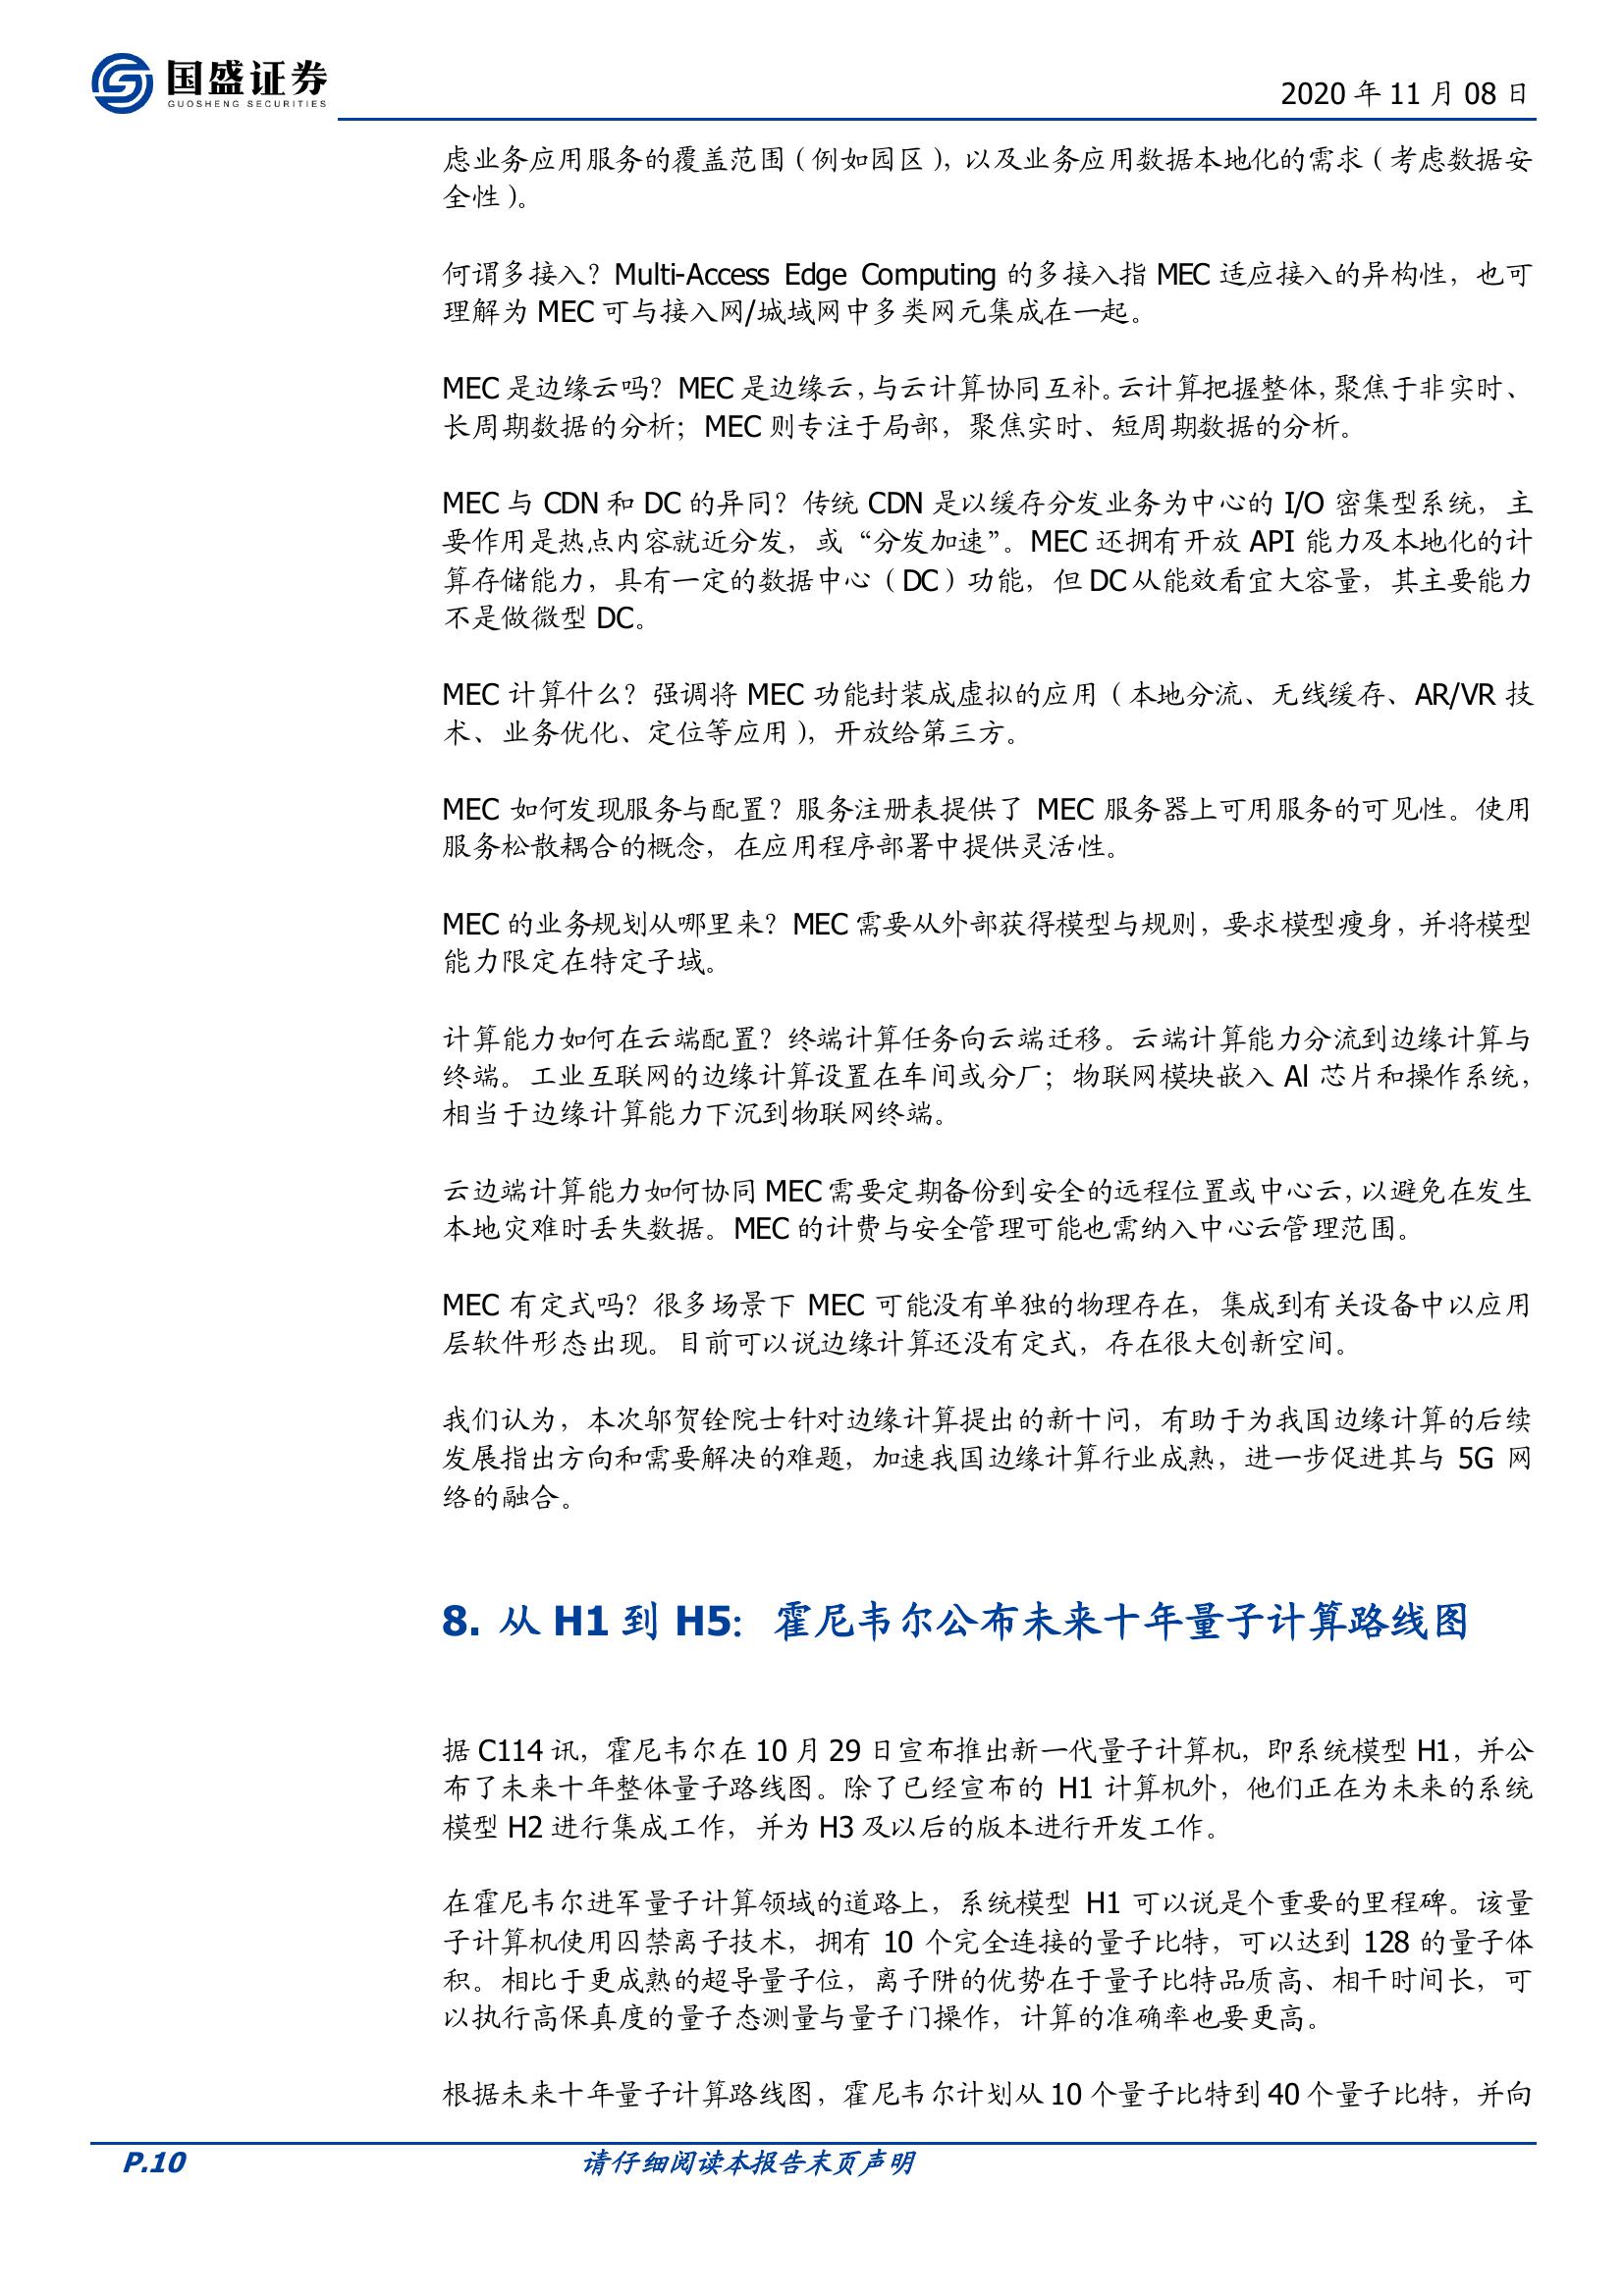 国盛证券
GUOSHENG SECURITIES
2020 年 11 月 08 日
虑业务应用服务的覆盖范围（例如园区），以及业务应用数据本地化的需求（考虑数据安
全性）。
何谓多接入？Multi-Access Edge Computing 的多接入指 MEC 适应接入的异构性，也可
理解为 MEC 可与接入网/城域网中多类网元集成在一起。
MEC 是边缘云吗？MEC 是边缘云，与云计算协同互补。云计算把握整体，聚焦于非实时、
长周期数据的分析；MEC 则专注于局部，聚焦实时、短周期数据的分析。
MEC 与 CDN 和 DC 的异同？传统 CDN 是以缓存分发业务为中心的 I/O 密集型系统，主
要作用是热点内容就近分发，或“分发加速”。MEC 还拥有开放 API 能力及本地化的计
算存储能力，具有一定的数据中心（DC）功能，但 DC 从能效看宜大容量，其主要能力
不是做微型 DC。
MEC 计算什么？强调将 MEC 功能封装成虚拟的应用（本地分流、无线缓存、AR/VR 技
术、业务优化、定位等应用），开放给第三方。
MEC 如何发现服务与配置？服务注册表提供了 MEC 服务器上可用服务的可见性。使用
服务松散耦合的概念，在应用程序部署中提供灵活性。
MEC 的业务规划从哪里来？MEC 需要从外部获得模型与规则，要求模型瘦身，并将模型
能力限定在特定子域。
计算能力如何在云端配置？终端计算任务向云端迁移。云端计算能力分流到边缘计算与
终端。工业互联网的边缘计算设置在车间或分厂；物联网模块嵌入 AI 芯片和操作系统，
相当于边缘计算能力下沉到物联网终端。
云边端计算能力如何协同 MEC 需要定期备份到安全的远程位置或中心云，以避免在发生
本地灾难时丢失数据。MEC 的计费与安全管理可能也需纳入中心云管理范围。
MEC 有定式吗？很多场景下 MEC 可能没有单独的物理存在，集成到有关设备中以应用
层软件形态出现。目前可以说边缘计算还没有定式，存在很大创新空间。
我们认为，本次邬贺铨院士针对边缘计算提出的新十问，有助于为我国边缘计算的后续
发展指出方向和需要解决的难题，加速我国边缘计算行业成熟，进一步促进其与 5G 网
络的融合。
8. 从 H1 到 H5：霍尼韦尔公布未来十年量子计算路线图
据 C114 讯，霍尼韦尔在 10 月 29 日宣布推出新一代量子计算机，即系统模型 H1，并公
布了未来十年整体量子路线图。除了已经宣布的 H1 计算机外，他们正在为未来的系统
模型 H2 进行集成工作，并为 H3 及以后的版本进行开发工作。
在霍尼韦尔进军量子计算领域的道路上，系统模型 H1 可以说是个重要的里程碑。该量
子计算机使用囚禁离子技术，拥有 10 个完全连接的量子比特，可以达到 128 的量子体
积。相比于更成熟的超导量子位，离子阱的优势在于量子比特品质高、相干时间长，可
以执行高保真度的量子态测量与量子门操作，计算的准确率也要更高。
根据未来十年量子计算路线图，霍尼韦尔计划从 10 个量子比特到 40 个量子比特，并向
P.10
请仔细阅读本报告末页声明